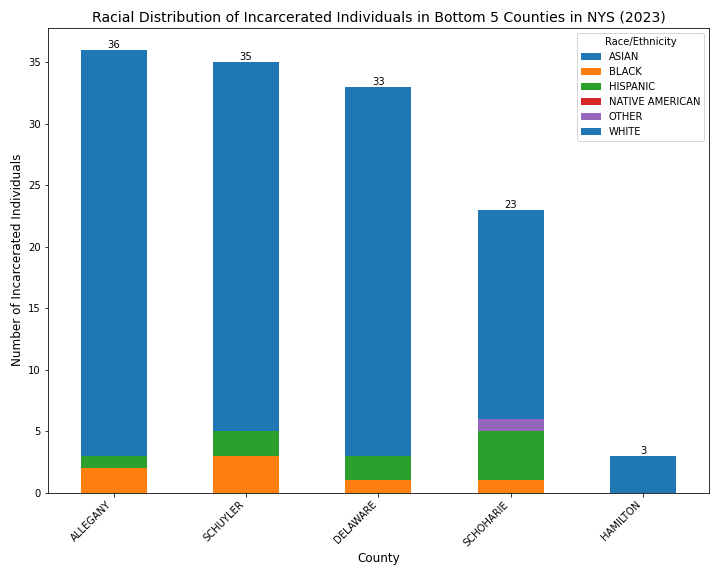 Racial Distribution of Incarcerated Individuals in Bottom 5 Counties in NYS (2023)
Race/Ethnicity
ASIAN
BLACK
HISPANIC
NATIVE AMERICAN
OTHER
WHITE
36
35
33
23
3
35
30
25
20
15
10
5
0
Number of Incarcerated Individuals
ALLEGANY
SCHUYLER
DELAWARE
SCHOHARIE
HAMILTON
County